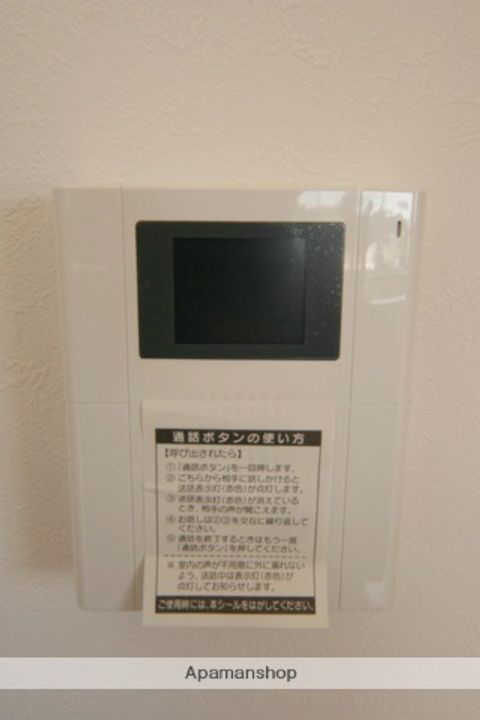 通話ボタンの使い方
【呼び出されたら】
①「通話ボタン」を一回押します。
②こちらから相手に話しかけると
送話表示灯(赤色)が点灯します。
③送話表示灯(赤色)が消えている
とき、相手の声が聞こえます。
④お話しは②③を交互に繰り返して
ください。
⑤通話を終了するときはもう一度
「通話ボタン」を押してください。
※室内の声が不用意に外に漏れない
よう、送話中は表示灯(赤色)が
点灯してお知らせします。
ご使用時には、本シールをはがしてください。
Apamanshop